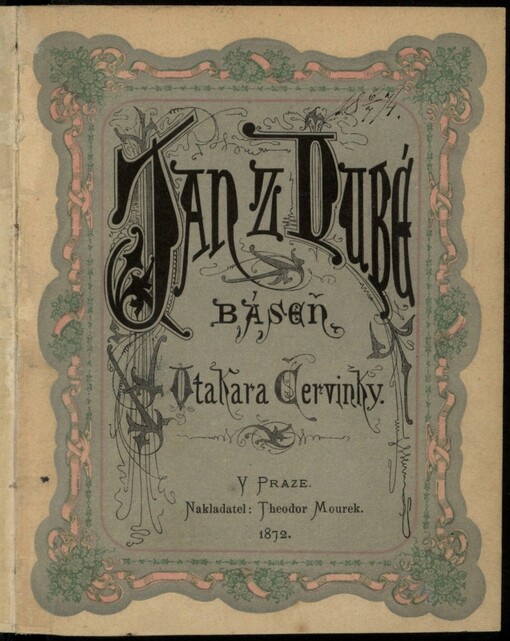 Jan z Dubé
Báseň
Otakara Červinky.
V Praze.
Nakladatel: Theodor Mourek.
1872.